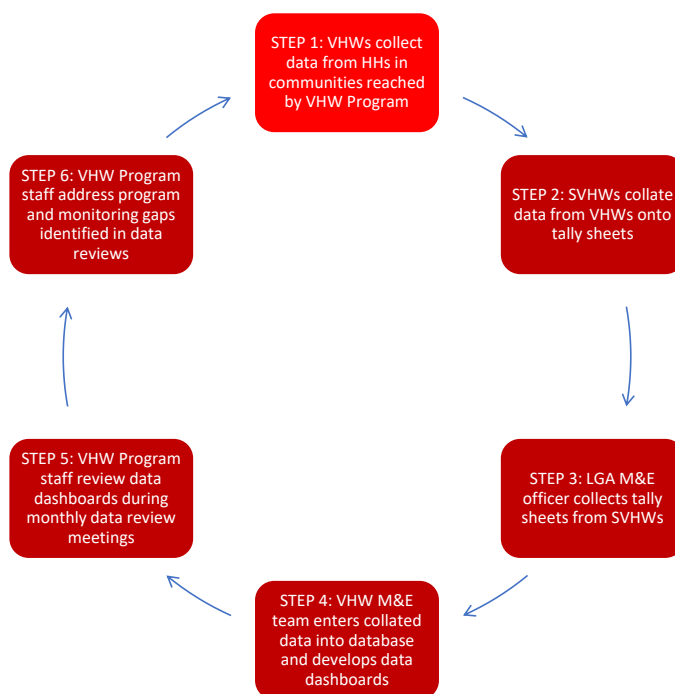 STEP 1: VHWs collect
data from HHs in
communities reached
by VHW Program
STEP 2: SVHWs collate
data from VHWs onto
tally sheets
STEP 3: LGA M&E
officer collects tally
sheets from SVHWs
STEP 4: VHW M&E
team enters collated
data into database
and develops data
dashboards
STEP 5: VHW Program
staff review data
dashboards during
monthly data review
meetings
STEP 6: VHW Program
staff address program
and monitoring gaps
identified in data
reviews